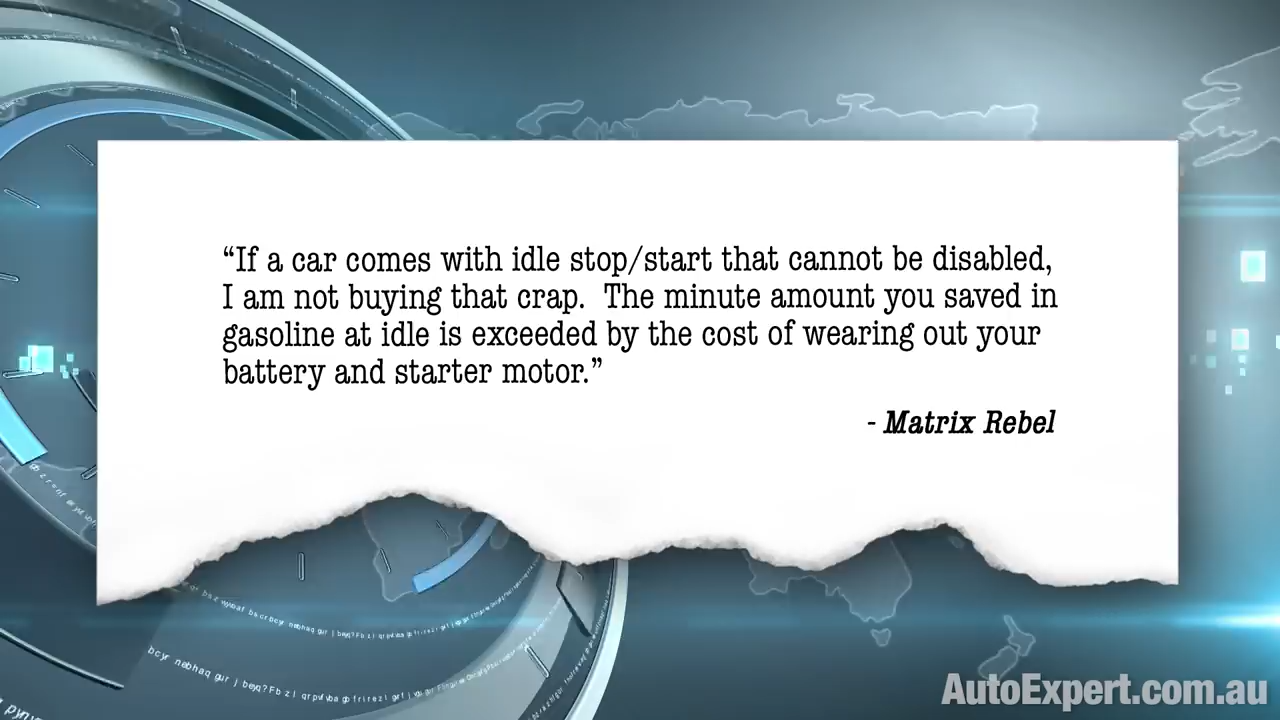 “If a car comes with idle stop/start that cannot be disabled,
I am not buying that crap.  The minute amount you saved in
gasoline at idle is exceeded by the cost of wearing out your
battery and starter motor.”
- Matrix Rebel
AutoExpert.com.au